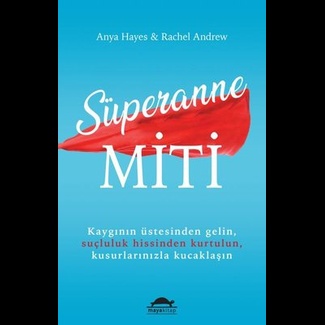 Anya Hayes & Rachel Andrew
Süperanne
MİTİ
Kaygının üstesinden gelin,
suçluluk hissinden kurtulun,
kusurlarınızla kucaklaşın
mayakitap